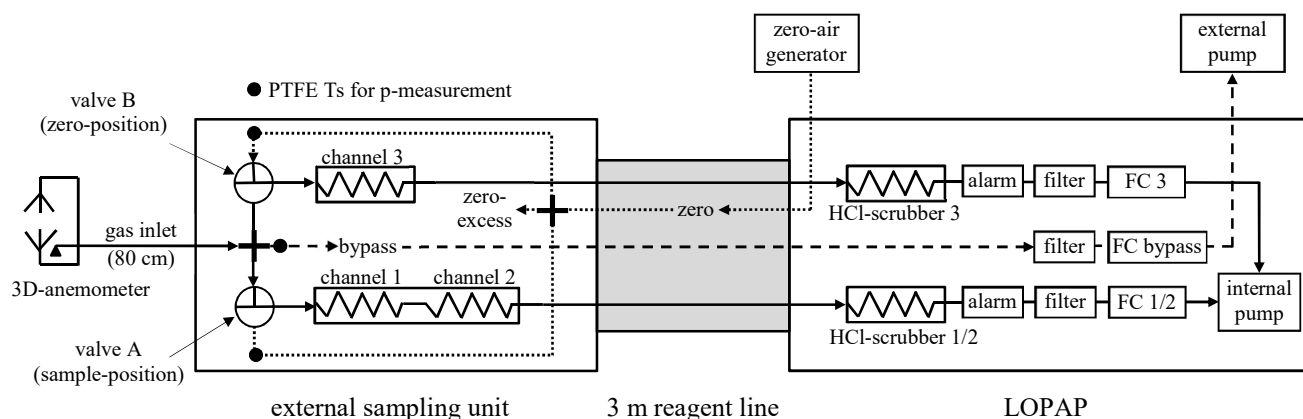 zero-air
generator
external
pump
PTFE Ts for p-measurement
valve B
(zero-position)
channel 3
alarm
filter
FC 3
HCl-scrubber 3
zero-
excess
zero
gas inlet
(80 cm)
bypass
filter
FC bypass
3D-anemometer
channel 1
channel 2
alarm
filter
FC 1/2
internal
pump
HCl-scrubber 1/2
valve A
(sample-position)
external sampling unit
3 m reagent line
LOPAP